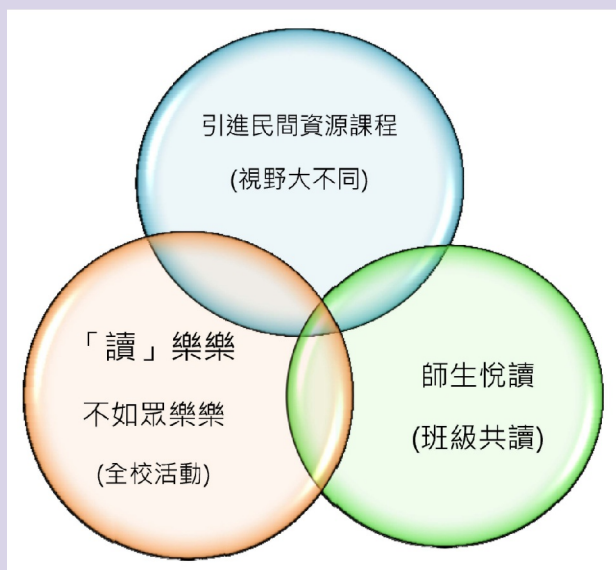 引進民間資源課程
(視野大不同)
「讀」樂樂
不如眾樂樂
(全校活動)
師生悅讀
(班級共讀)